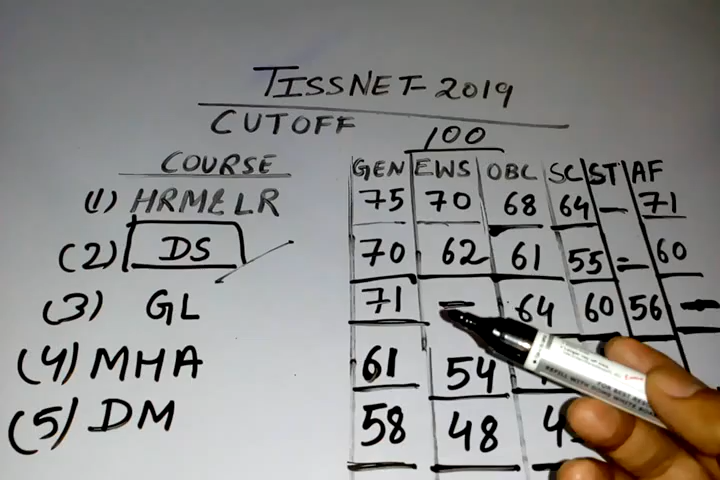 TISSNET-2019
CUTOFF 100
COURSE GEN EWS OBC SC ST AF
(1) HRM&LR 75 70 68 64 — 71
(2) DS 70 62 61 55 — 60
(3) GL 71 — 64 60 56 —
(4) MHA 61 54
(5) DM 58 48